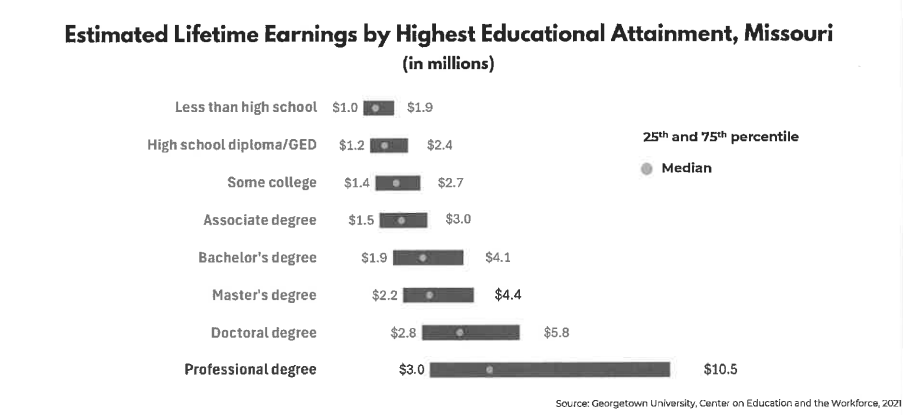 Estimated Lifetime Earnings by Highest Educational Attainment, Missouri
(in millions)
Less than high school $1.0 $1.9
High school diploma/GED $1.2 $2.4
Some college $1.4 $2.7
Associate degree $1.5 $3.0
Bachelor's degree $1.9 $4.1
Master's degree $2.2 $4.4
Doctoral degree $2.8 $5.8
Professional degree $3.0 $10.5
25th and 75th percentile
Median
Source: Georgetown University, Center on Education and the Workforce, 2021